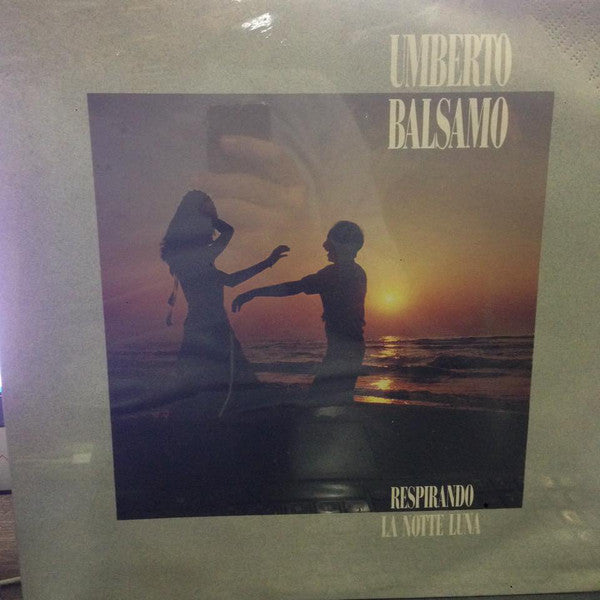 UMBERTO
BALSAMO
RESPIRANDO
LA NOTTE LUNA